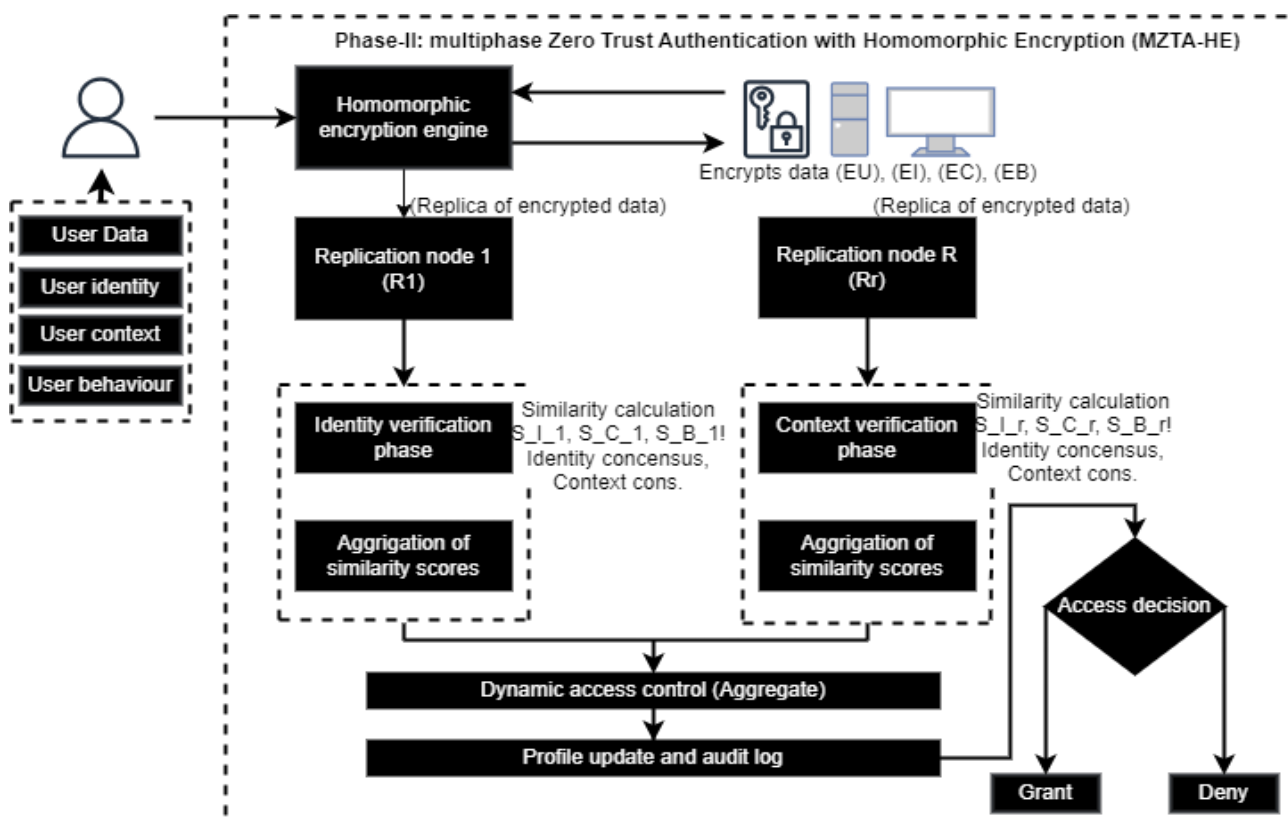 Phase-II: multiphase Zero Trust Authentication with Homomorphic Encryption (MZTA-HE)
Homomorphic
encryption engine
Encrypts data (EU), (EI), (EC), (EB)
User Data
User identity
User context
User behaviour
(Replica of encrypted data)
(Replica of encrypted data)
Replication node 1
(R1)
Replication node R
(Rr)
Identity verification
phase
Similarity calculation
S_I_1, S_C_1, S_B_1!
Identity concensus,
Context cons.
Aggrigation of
similarity scores
Context verification
phase
Similarity calculation
S_I_r, S_C_r, S_B_r!
Identity concensus,
Context cons.
Aggrigation of
similarity scores
Dynamic access control (Aggregate)
Profile update and audit log
Access decision
Grant
Deny